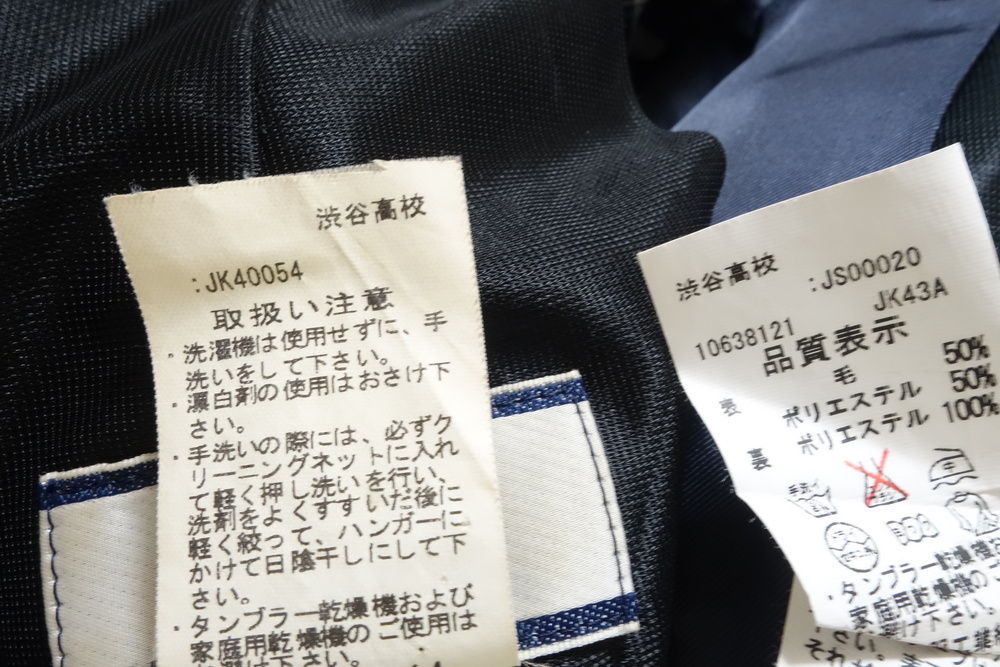 渋谷高校
:JK40054
取扱い注意
・洗濯機は使用せずに、手
洗いをして下さい。
・漂白剤の使用はおさけ下
さい。
・手洗いの際には、必ずク
リーニングネットに入れ
て軽く押し洗いを行い、
洗剤をよくすすいだ後に
軽く絞って、ハンガーに
かけて日陰干しにして下
さい。
・タンブラー乾燥機および
家庭用乾燥機のご使用は
渋谷高校 :JS00020
JK43A
10638121
品質表示
表 毛 50%
ポリエステル 50%
裏 ポリエステル 100%
手洗イ
・タンブラー乾燥機
家庭用乾燥機の